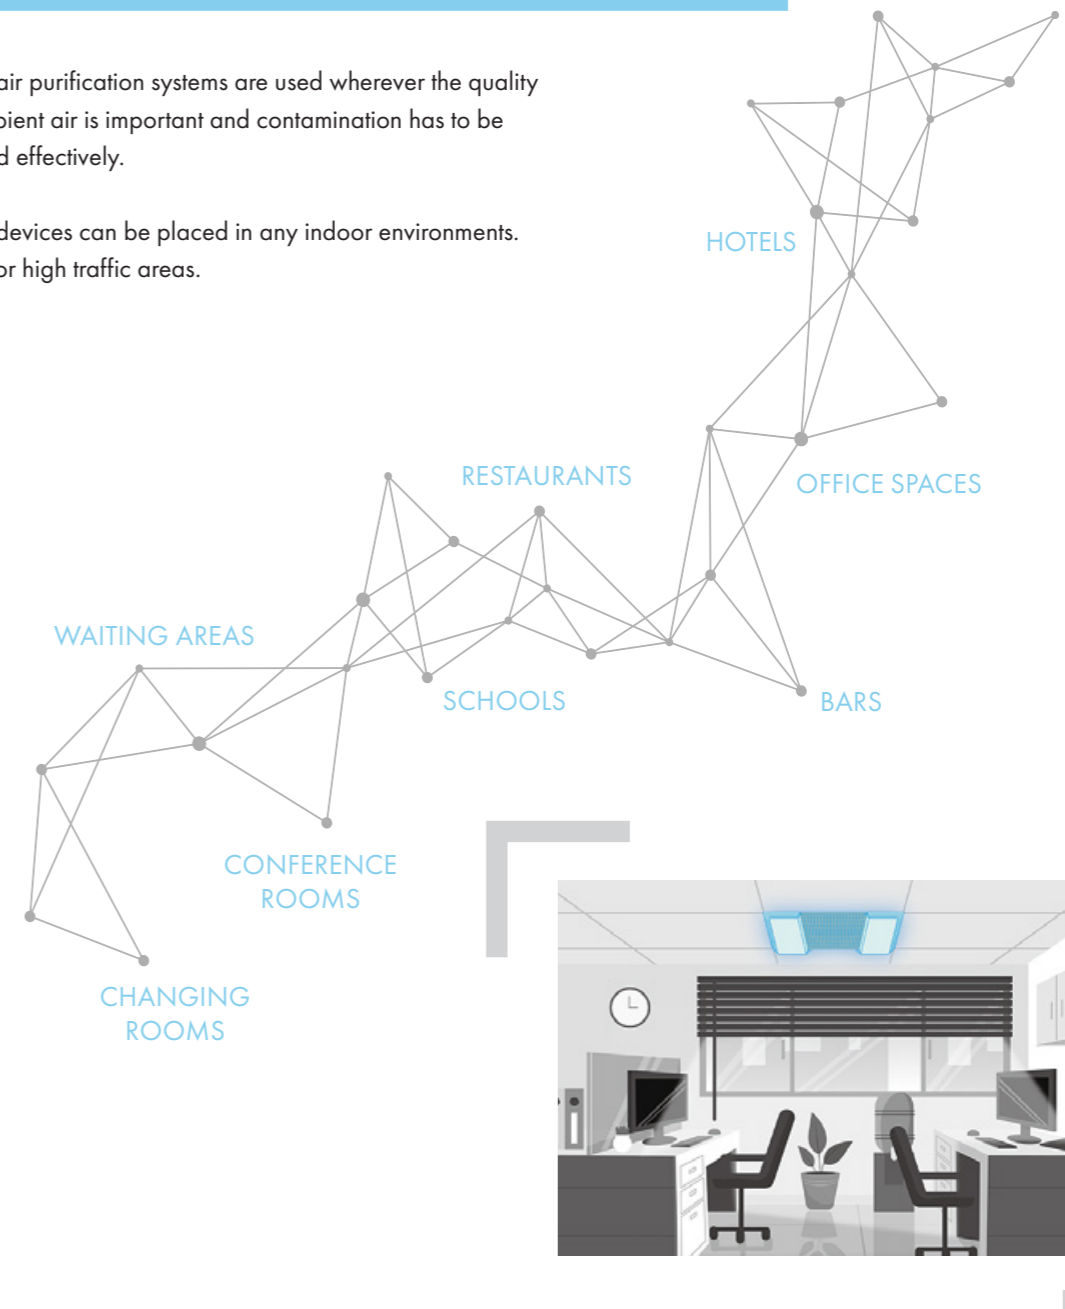 air purification systems are used wherever the quality
bient air is important and contamination has to be
d effectively.
devices can be placed in any indoor environments.
or high traffic areas.
HOTELS
RESTAURANTS
OFFICE SPACES
WAITING AREAS
SCHOOLS
BARS
CONFERENCE
ROOMS
CHANGING
ROOMS